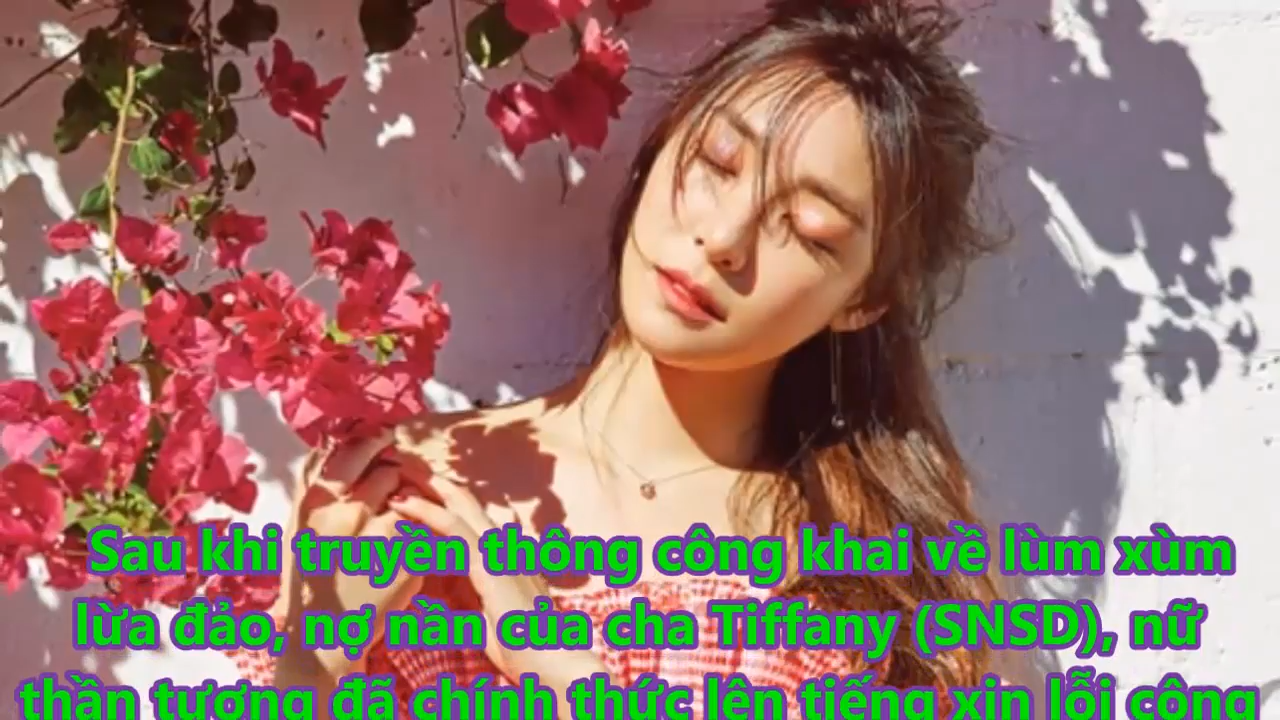 Sau khi truyền thông công khai về lùm xùm
lừa đảo, nợ nần của cha Tiffany (SNSD), nữ
thần tượng đã chính thức lên tiếng xin lỗi công